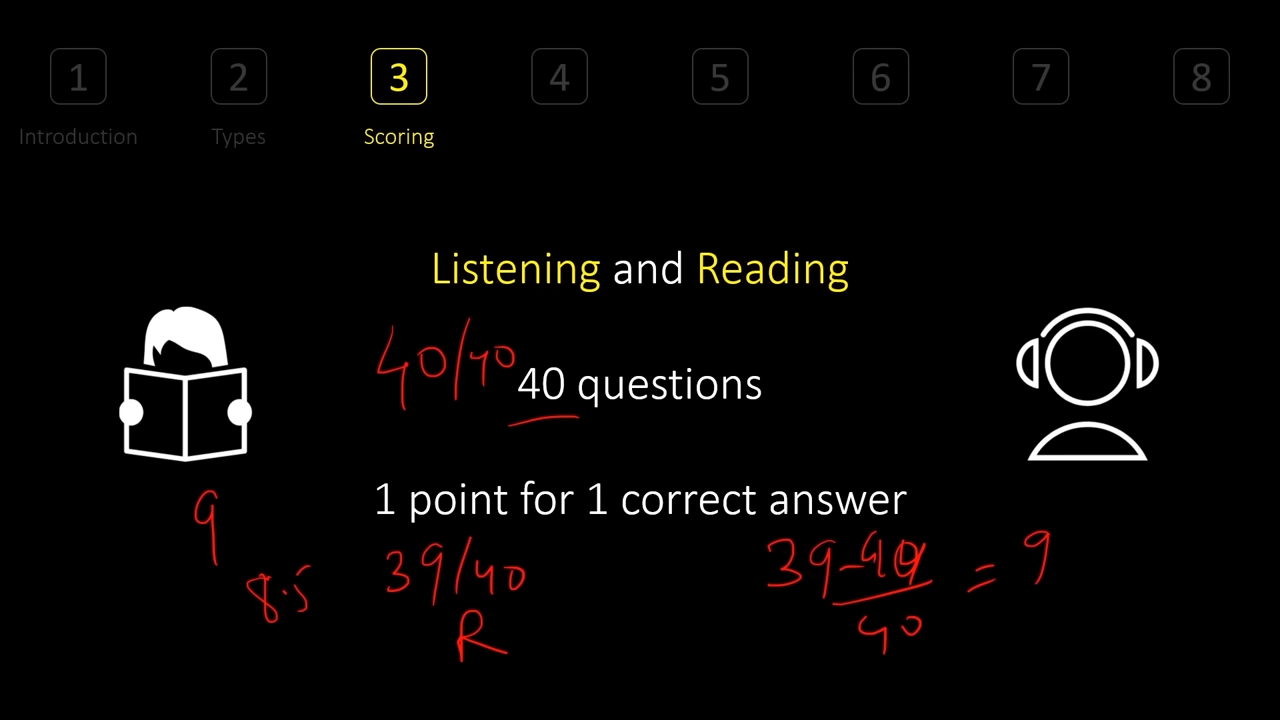 1 2 3 4 5 6 7 8
Introduction Types Scoring
Listening and Reading
40/40
40 questions
1 point for 1 correct answer
9
8.5
39/40
R
39-40
40
= 9